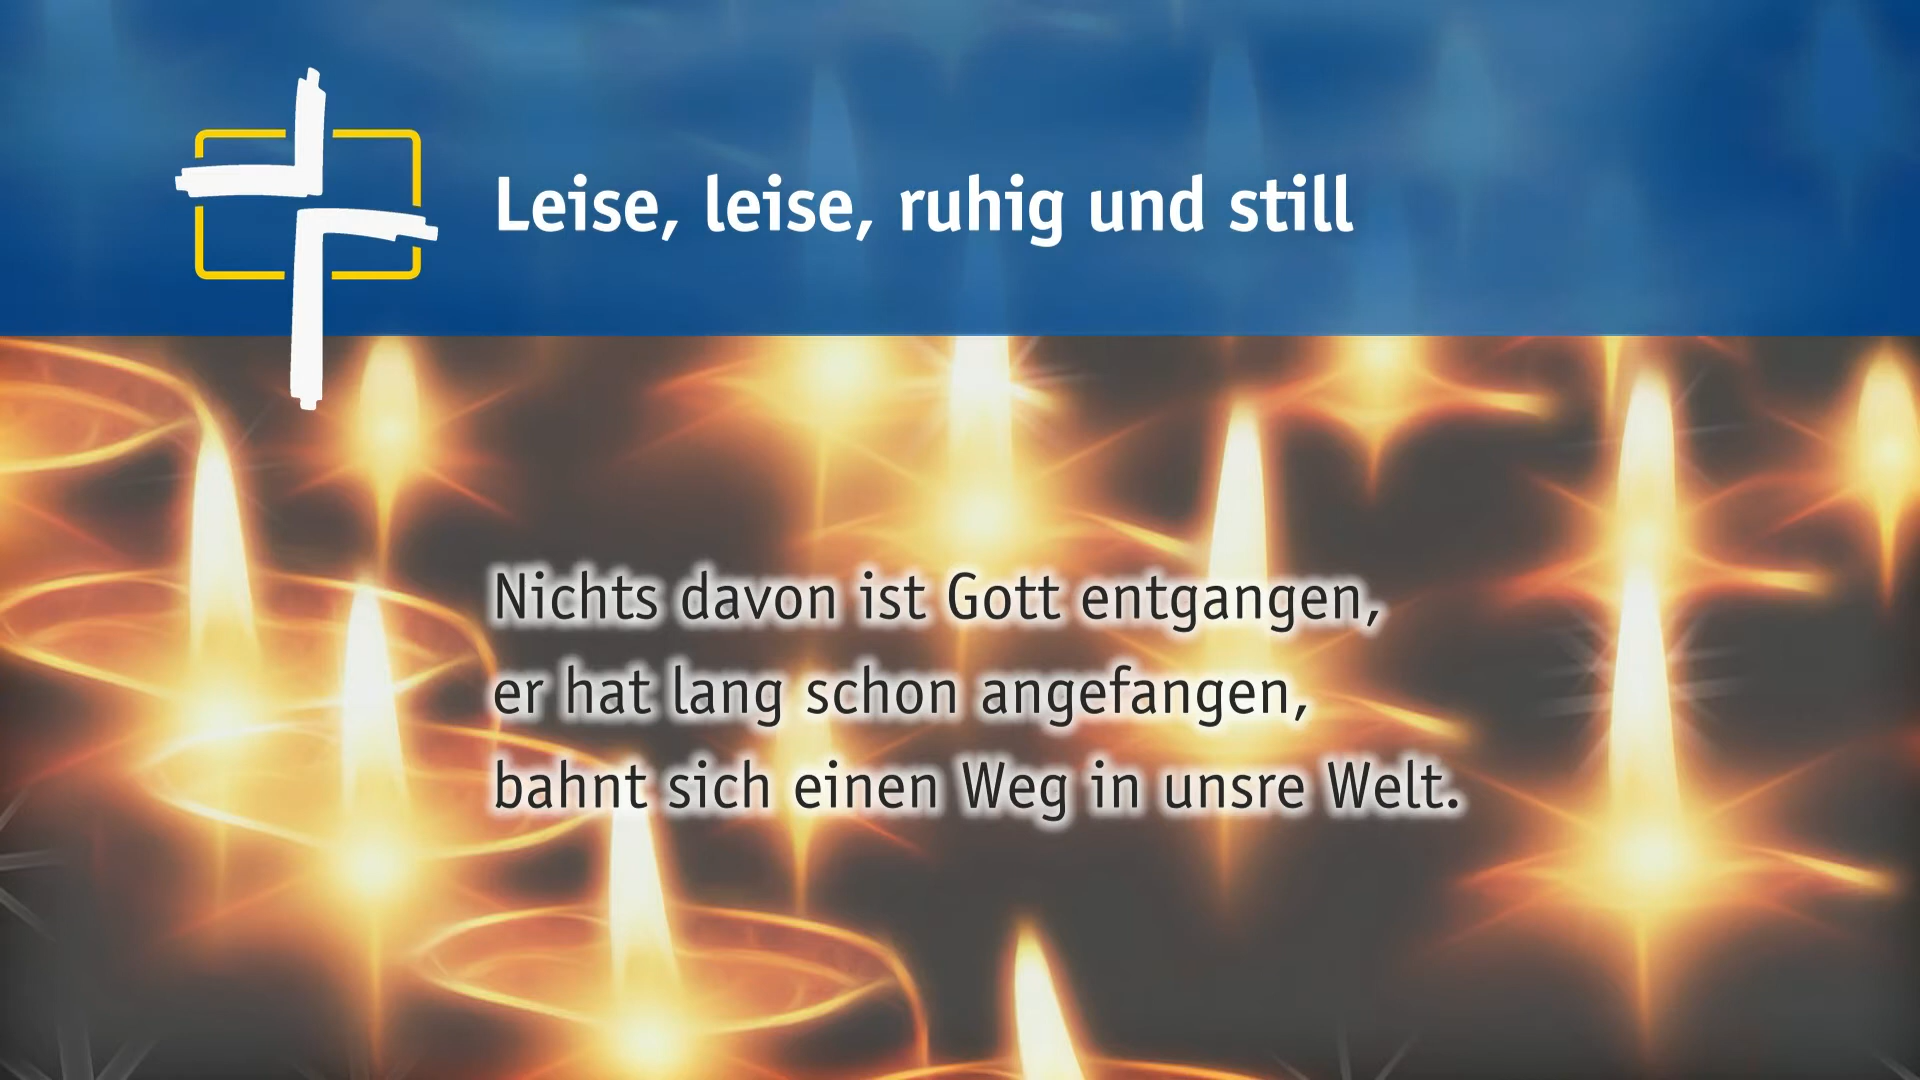 Leise, leise, ruhig und still
Nichts davon ist Gott entgangen,
er hat lang schon angefangen,
bahnt sich einen Weg in unsre Welt.